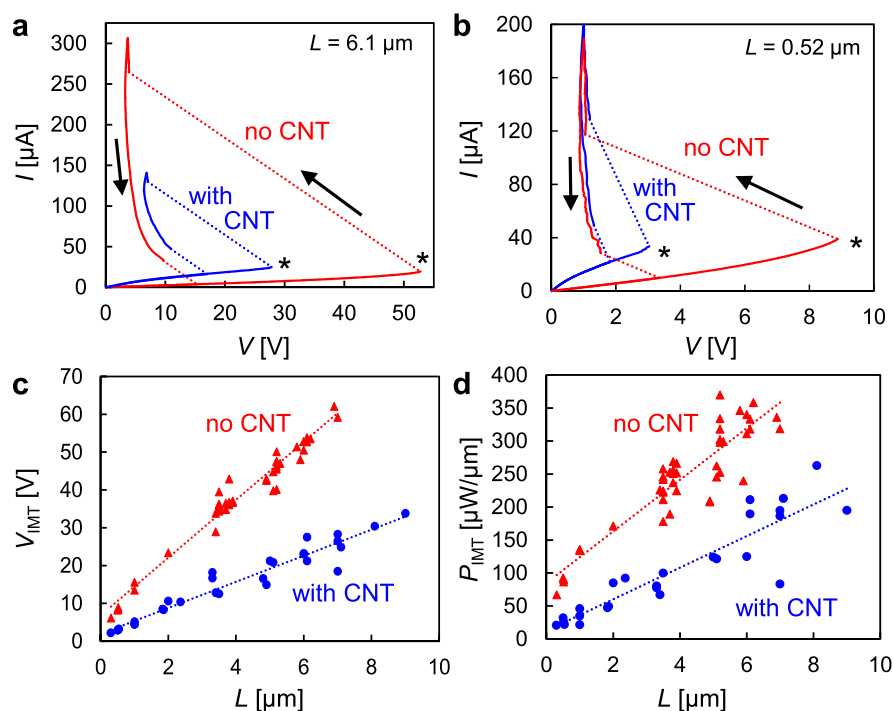 a
L = 6.1 µm
I [µA]
300
250
200
150
100
50
0
no CNT
with
CNT
*
*
0
10
20
30
40
50
V [V]
b
L = 0.52 µm
I [µA]
200
160
120
80
40
0
no CNT
with
CNT
*
*
0
2
4
6
8
10
V [V]
c
V_IMT [V]
70
60
50
40
30
20
10
0
no CNT
with CNT
0
2
4
6
8
10
L [µm]
d
P_IMT [µW/µm]
400
350
300
250
200
150
100
50
0
no CNT
with CNT
0
2
4
6
8
10
L [µm]